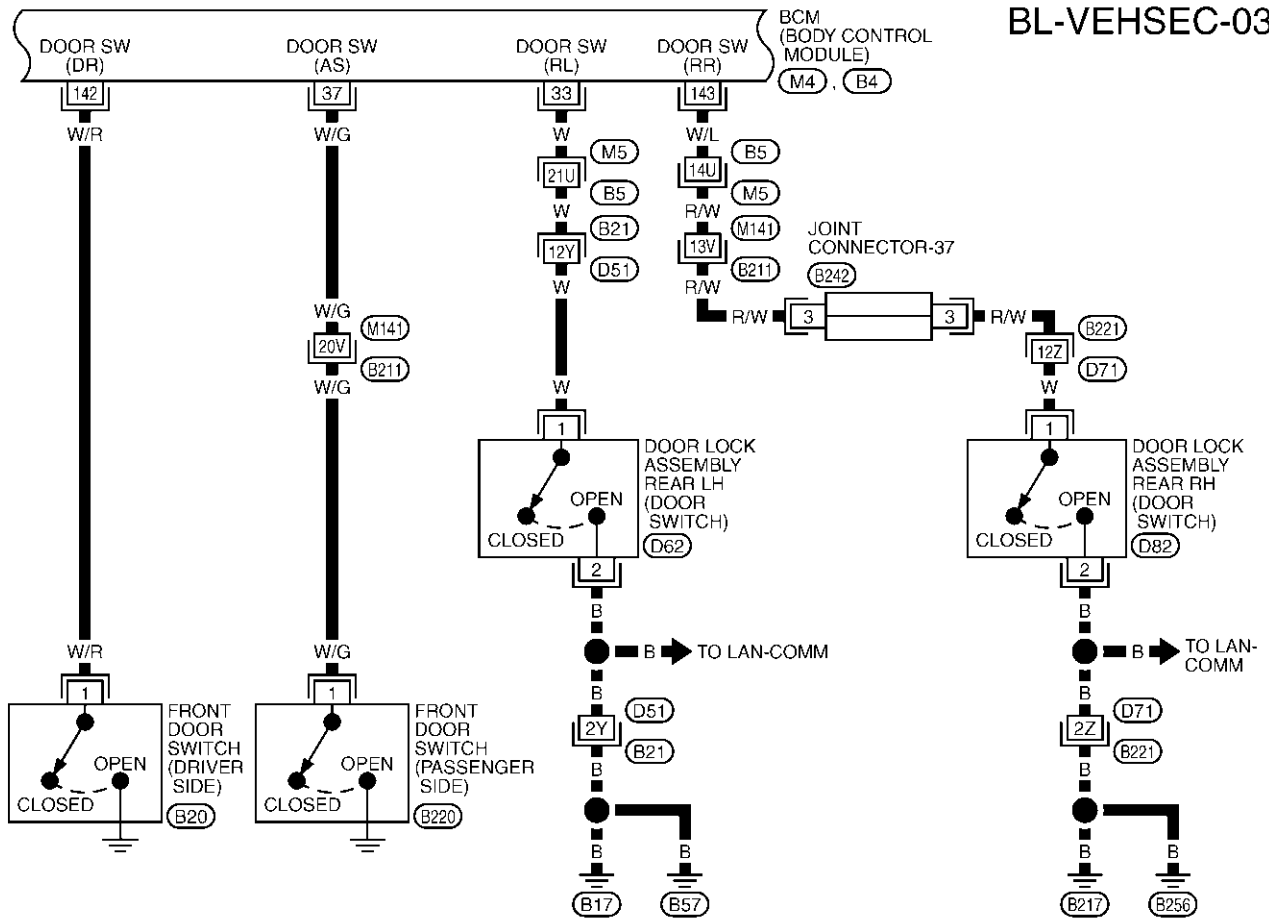 BL-VEHSEC-03
BCM
(BODY CONTROL
MODULE)
M4 , B4
DOOR SW
(DR)
DOOR SW
(AS)
DOOR SW
(RL)
DOOR SW
(RR)
142
37
33
143
W/R
W/G
W
W/L
M5
B5
21U
14U
B5
M5
W
R/W
B21
M141
12Y
13V
D51
B211
W
R/W
JOINT
CONNECTOR-37
B242
R/W
3
3
R/W
B221
12Z
D71
W/G
M141
20V
B211
W/G
W
W
1
1
DOOR LOCK
ASSEMBLY
REAR LH
(DOOR
SWITCH)
D62
OPEN
CLOSED
2
DOOR LOCK
ASSEMBLY
REAR RH
(DOOR
SWITCH)
D82
OPEN
CLOSED
2
B
B
B
TO LAN-COMM
B
TO LAN-
COMM
B
B
W/R
W/G
1
1
FRONT
DOOR
SWITCH
(DRIVER
SIDE)
B20
OPEN
CLOSED
FRONT
DOOR
SWITCH
(PASSENGER
SIDE)
B220
OPEN
CLOSED
D51
2Y
B21
D71
2Z
B221
B
B
B
B
B
B
B17
B57
B217
B256